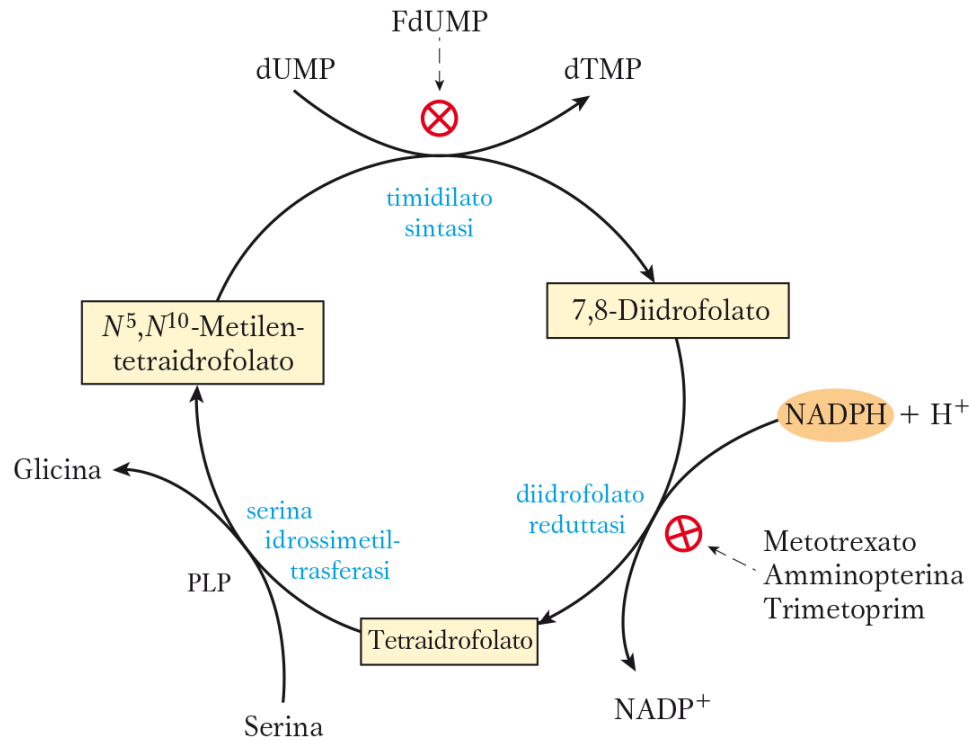 FdUMP
dUMP
dTMP
timidilato
sintasi
N⁵,N¹⁰-Metilen-
tetraidrofolato
7,8-Diidrofolato
NADPH + H⁺
Glicina
diidrofolato
reduttasi
serina
idrossimetil-
trasferasi
Metotrexato
Amminopterina
Trimetoprim
PLP
Tetraidrofolato
NADP⁺
Serina